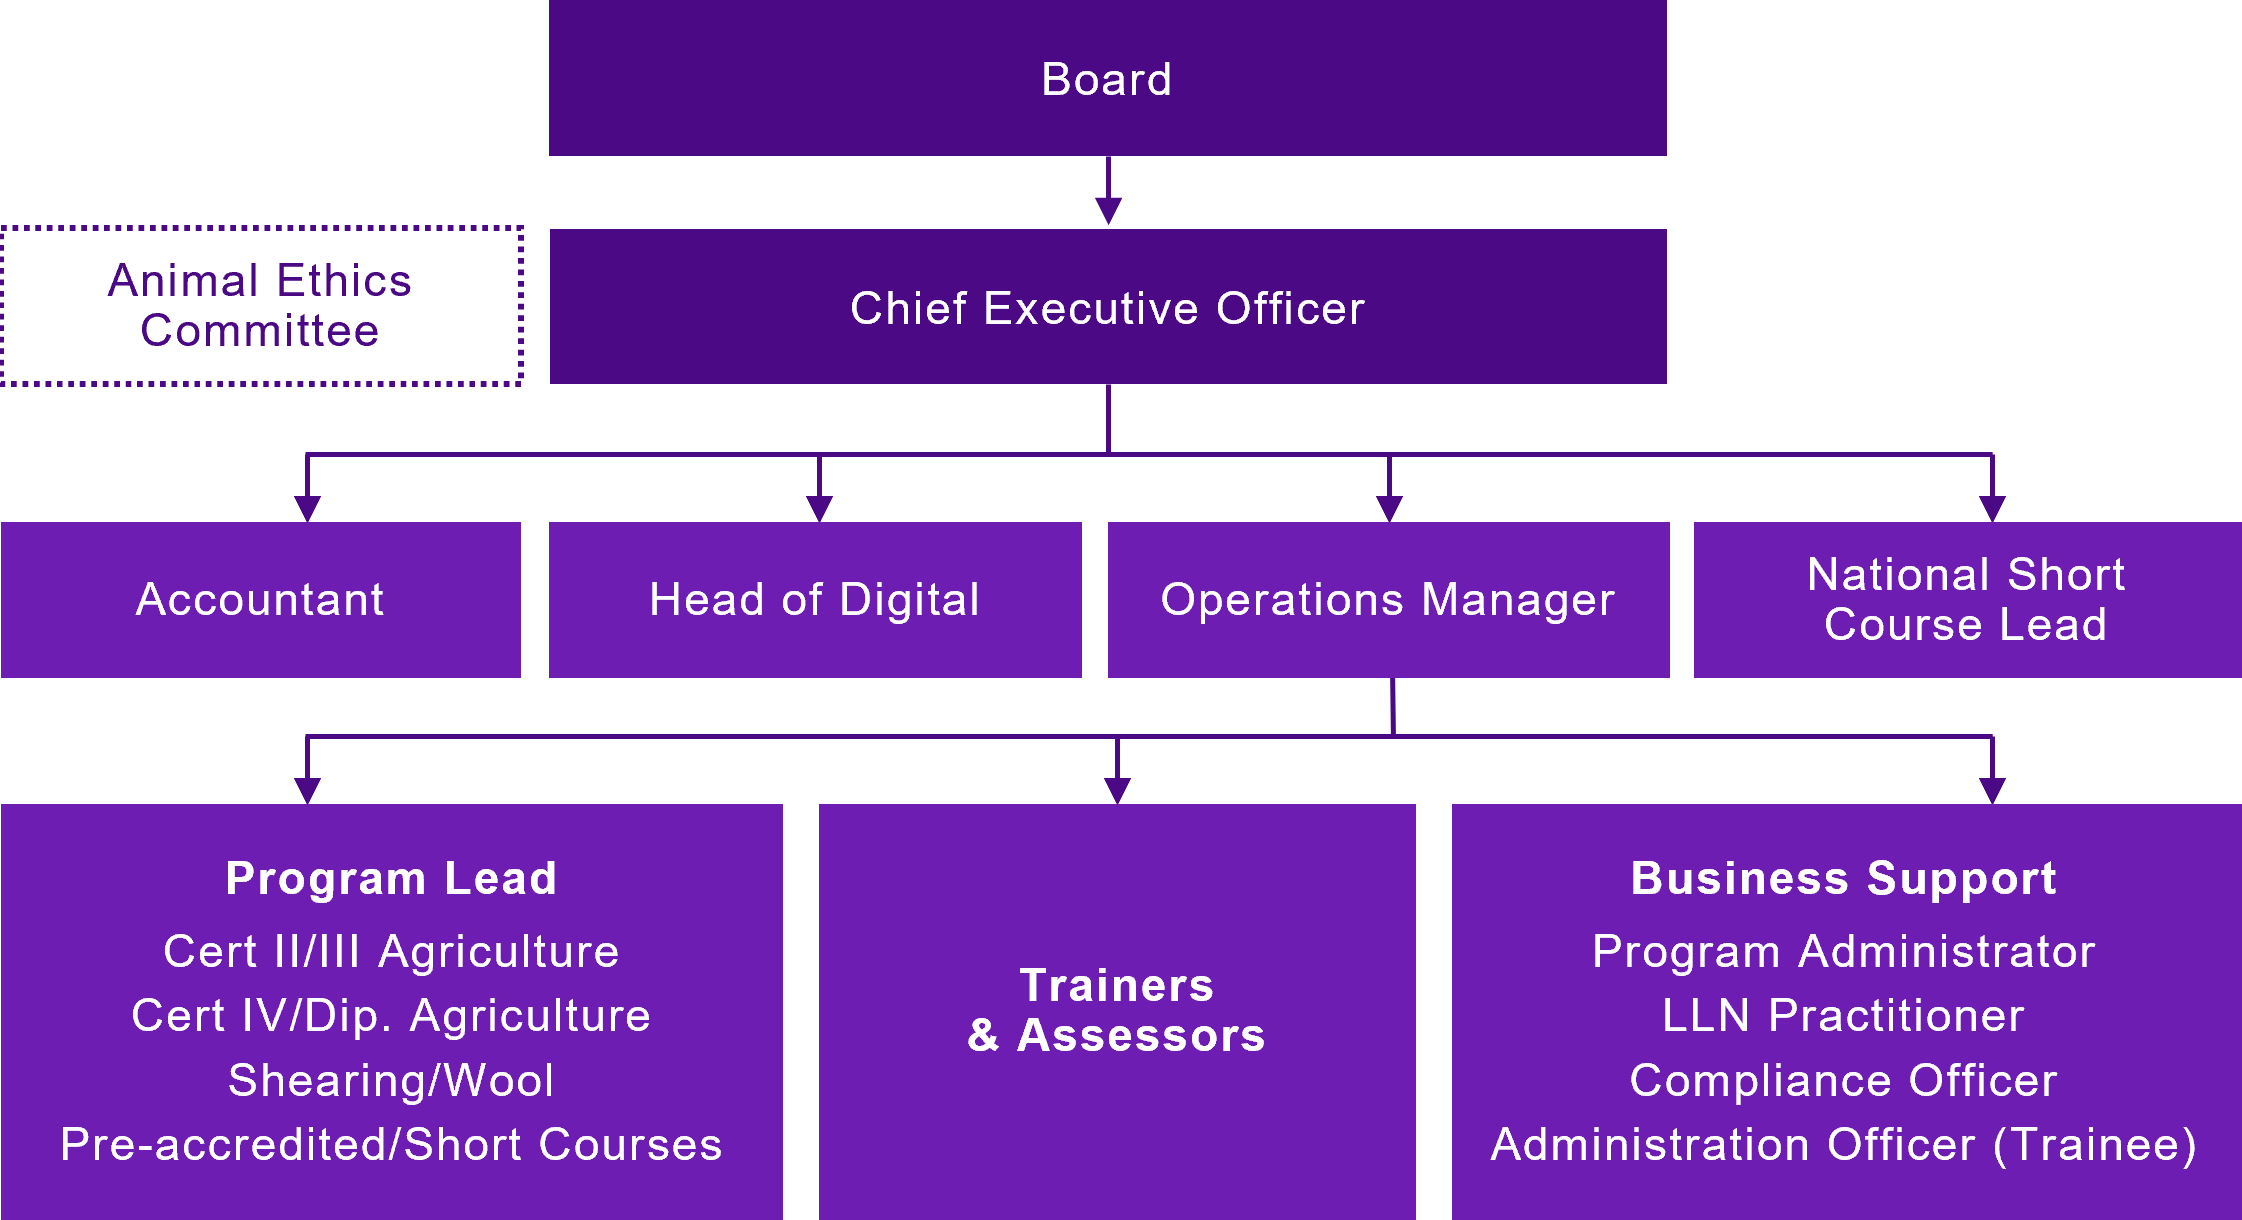 Board
Animal Ethics
Committee
Chief Executive Officer
Accountant
Head of Digital
Operations Manager
National Short
Course Lead
Program Lead
Cert II/III Agriculture
Cert IV/Dip. Agriculture
Shearing/Wool
Pre-accredited/Short Courses
Trainers
& Assessors
Business Support
Program Administrator
LLN Practitioner
Compliance Officer
Administration Officer (Trainee)